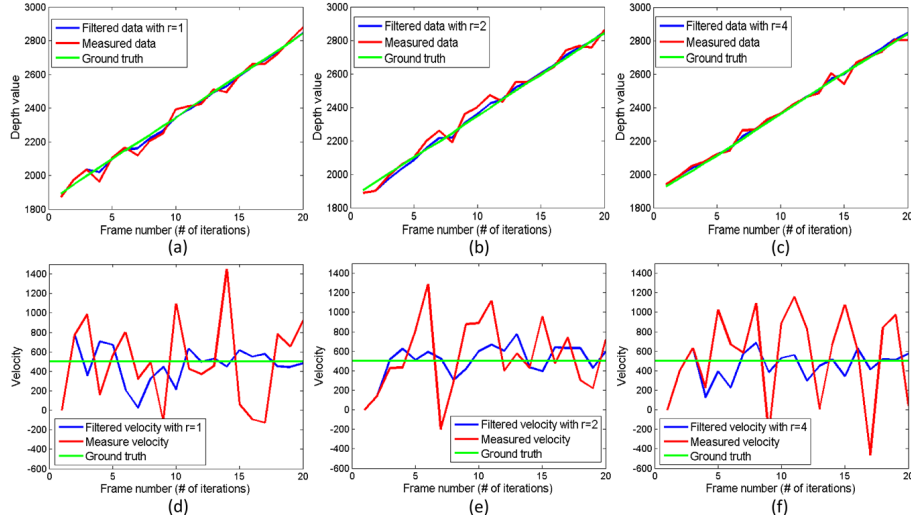 3000
2800
2600
2400
2200
2000
1800
Depth value
Filtered data with r=1
Measured data
Ground truth
0 5 10 15 20
Frame number (# of iterations)
(a)
3000
2800
2600
2400
2200
2000
1800
Depth value
Filtered data with r=2
Measured data
Ground truth
0 5 10 15 20
Frame number (# of iterations)
(b)
3000
2800
2600
2400
2200
2000
1800
Depth value
Filtered data with r=4
Measured data
Ground truth
0 5 10 15 20
Frame number (# of iteration)
(c)
1400
1200
1000
800
600
400
200
0
-200
-400
-600
Velocity
Filtered velocity with r=1
Measure velocity
Ground truth
0 5 10 15 20
Frame number (# of iterations)
(d)
1400
1200
1000
800
600
400
200
0
-200
-400
-600
Velocity
Filtered velocity with r=2
Measured velocity
Ground truth
0 5 10 15 20
Frame number (# of iterations)
(e)
1400
1200
1000
800
600
400
200
0
-200
-400
-600
Velocity
Filtered velocity with r=4
Measured velocity
Ground truth
0 5 10 15 20
Frame number (# of iterations)
(f)